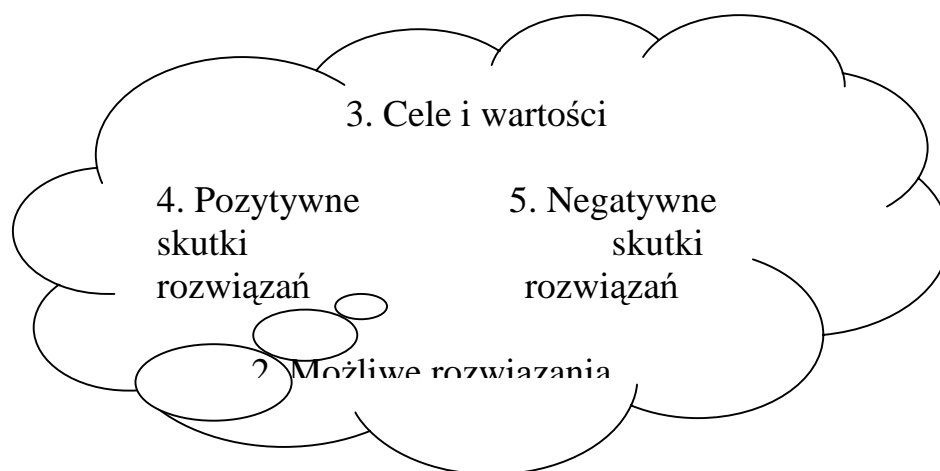 3. Cele i wartości
4. Pozytywne
skutki
rozwiązań
5. Negatywne
skutki
rozwiązań
2. Możliwe rozwiązania